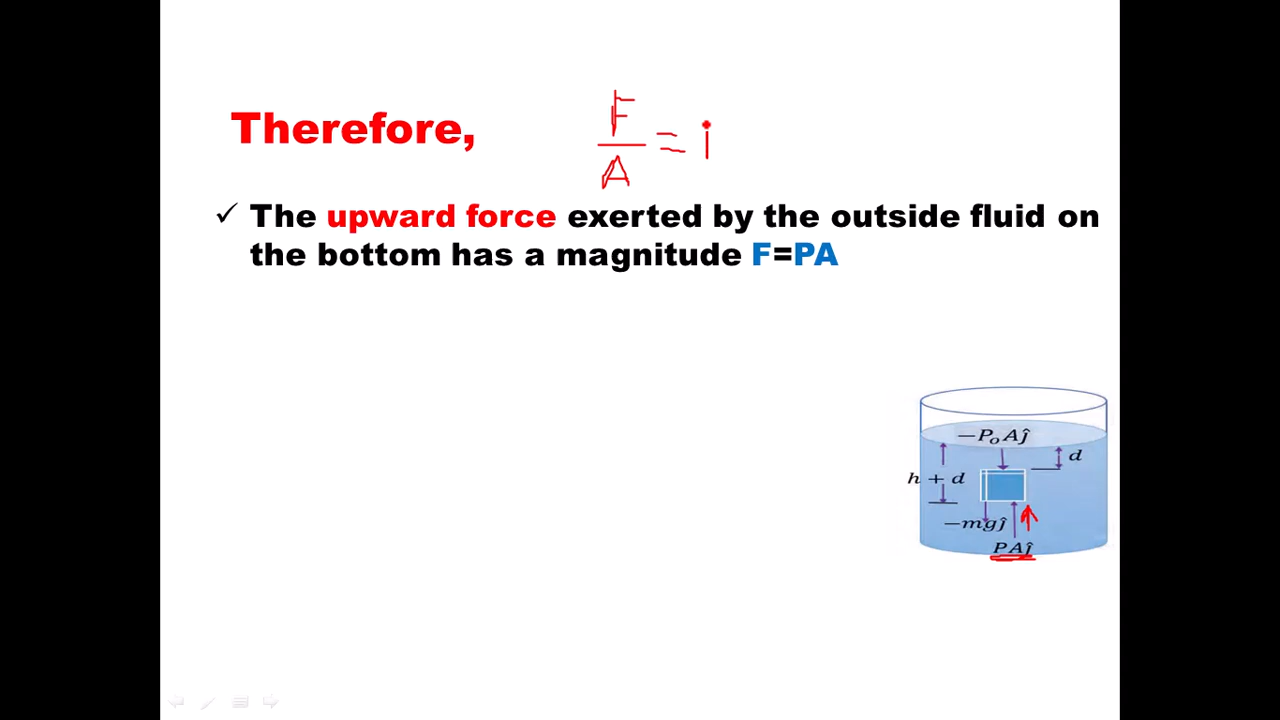 Therefore,
F
A
=
✓ The upward force exerted by the outside fluid on
the bottom has a magnitude F=PA
−P₀Aĵ
d
h + d
−mgĵ
PAĵ